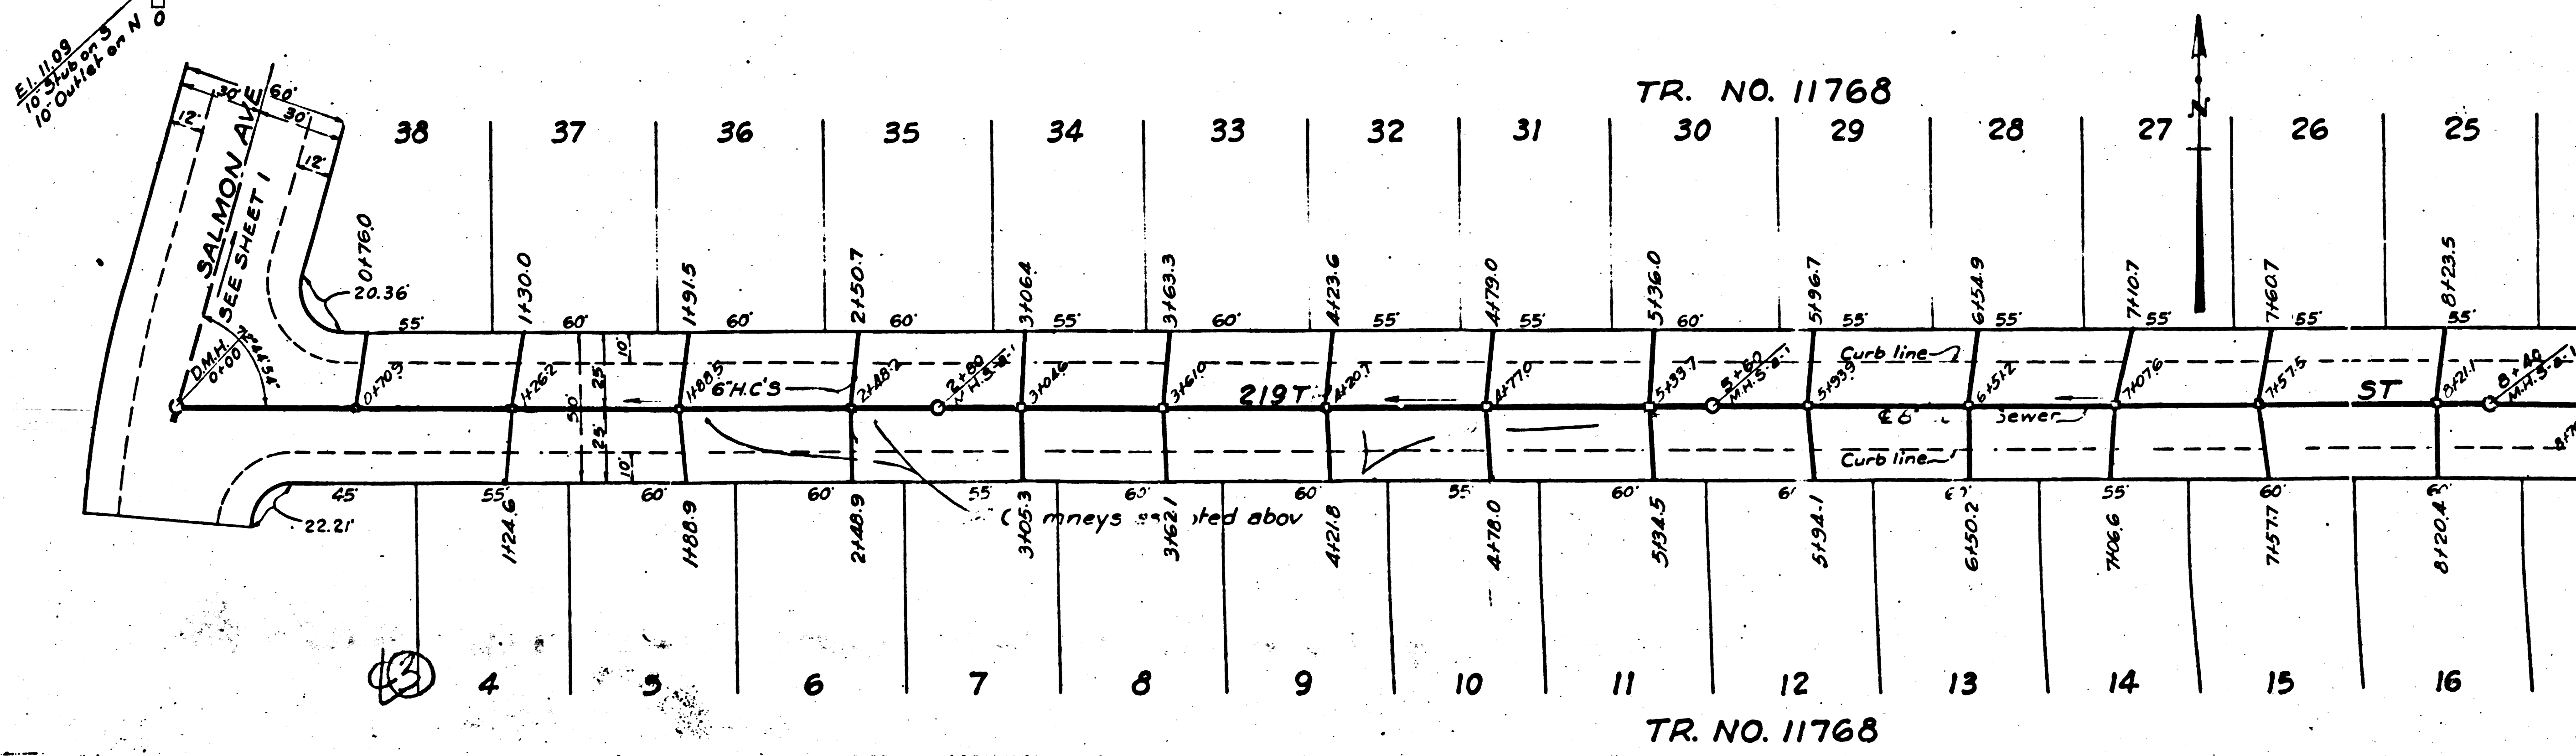 El. 11.09
10" Stub on S
10" Outlet on N
TR. NO. 11768
30' 60'
30'
12'
12'
SALMON AVE
SEE SHEET 1
38 37 36 35 34 33 32 31 30 29 28 27 26 25
N
0+76.0 1+30.0 1+91.5 2+50.7 3+06.4 3+63.3 4+23.6 4+79.0 5+36.0 5+96.7 6+54.9 7+10.7 7+60.7 8+23.5
20.36'
55' 60' 60' 60' 55' 60' 55' 55' 60' 55' 55' 55' 55' 55'
D.M.H.
0+00
78°44'54"
10'
Curb line
0+70.9 1+26.2 1+88.5 2+48.2 2+80 3+04.6 3+61.0 4+20.7 4+77.0 5+33.7 5+60 5+93.9 6+51.2 7+07.6 7+57.5 8+21.1 8+40
M.H.S-a-1 M.H.S-a-1 M.H.S-a-1
6" H.C'S
219T ST
50' 25'
25'
10'
Sewer
Curb line
45' 55' 60' 60' 55' 60' 55' 60' 55' 60'
22.21'
1+24.6 1+88.9 2+48.9 3+05.3 3+62.1 4+21.8 4+78.0 5+34.5 5+94.1 6+50.2 7+06.6 7+57.7 8+20.4
mneys abov
3 4 5 6 7 8 9 10 11 12 13 14 15 16
TR. NO. 11768